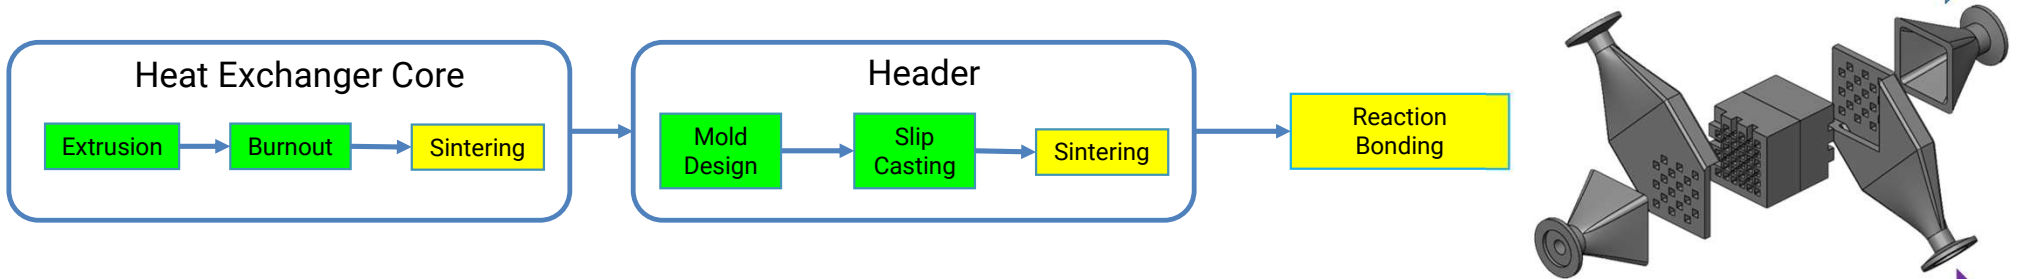 Heat Exchanger Core
Extrusion
Burnout
Sintering
Header
Mold
Design
Slip
Casting
Sintering
Reaction
Bonding